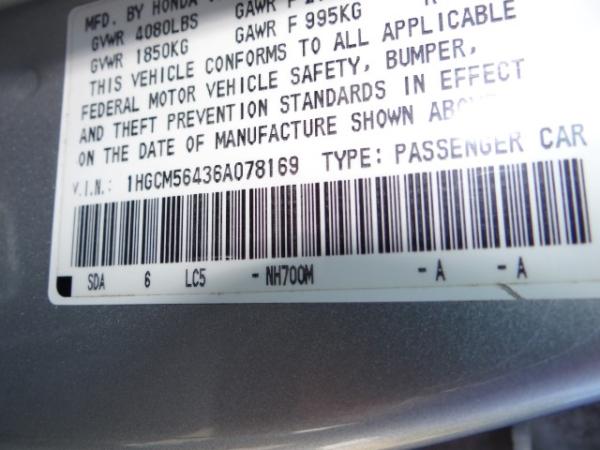 MFD. BY HONDA
GVWR 4080LBS GAWR F
GVWR 1850KG GAWR F 995KG
THIS VEHICLE CONFORMS TO ALL APPLICABLE
FEDERAL MOTOR VEHICLE SAFETY, BUMPER,
AND THEFT PREVENTION STANDARDS IN EFFECT
ON THE DATE OF MANUFACTURE SHOWN ABOVE
V.I.N.: 1HGCM56436A078169 TYPE: PASSENGER CAR
SDA 6 LC5 -NH700M -A -A